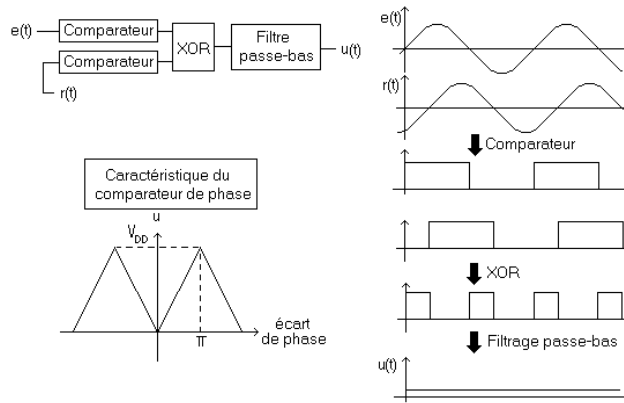 e(t)
Comparateur
Comparateur
r(t)
XOR
Filtre
passe-bas
u(t)
Caractéristique du
comparateur de phase
u
VDD
π
écart
de phase
e(t)
r(t)
Comparateur
XOR
Filtrage passe-bas
u(t)